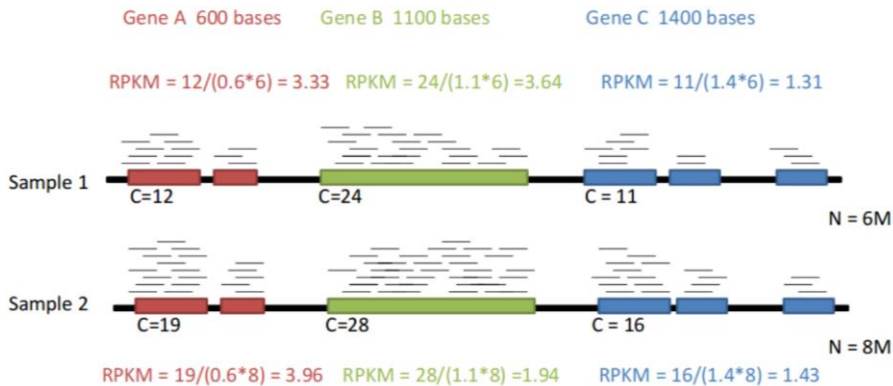 Gene A 600 bases Gene B 1100 bases Gene C 1400 bases
RPKM = 12/(0.6*6) = 3.33 RPKM = 24/(1.1*6) =3.64 RPKM = 11/(1.4*6) = 1.31
Sample 1
C=12 C=24 C = 11
N = 6M
Sample 2
C=19 C=28 C = 16
N = 8M
RPKM = 19/(0.6*8) = 3.96 RPKM = 28/(1.1*8) =1.94 RPKM = 16/(1.4*8) = 1.43